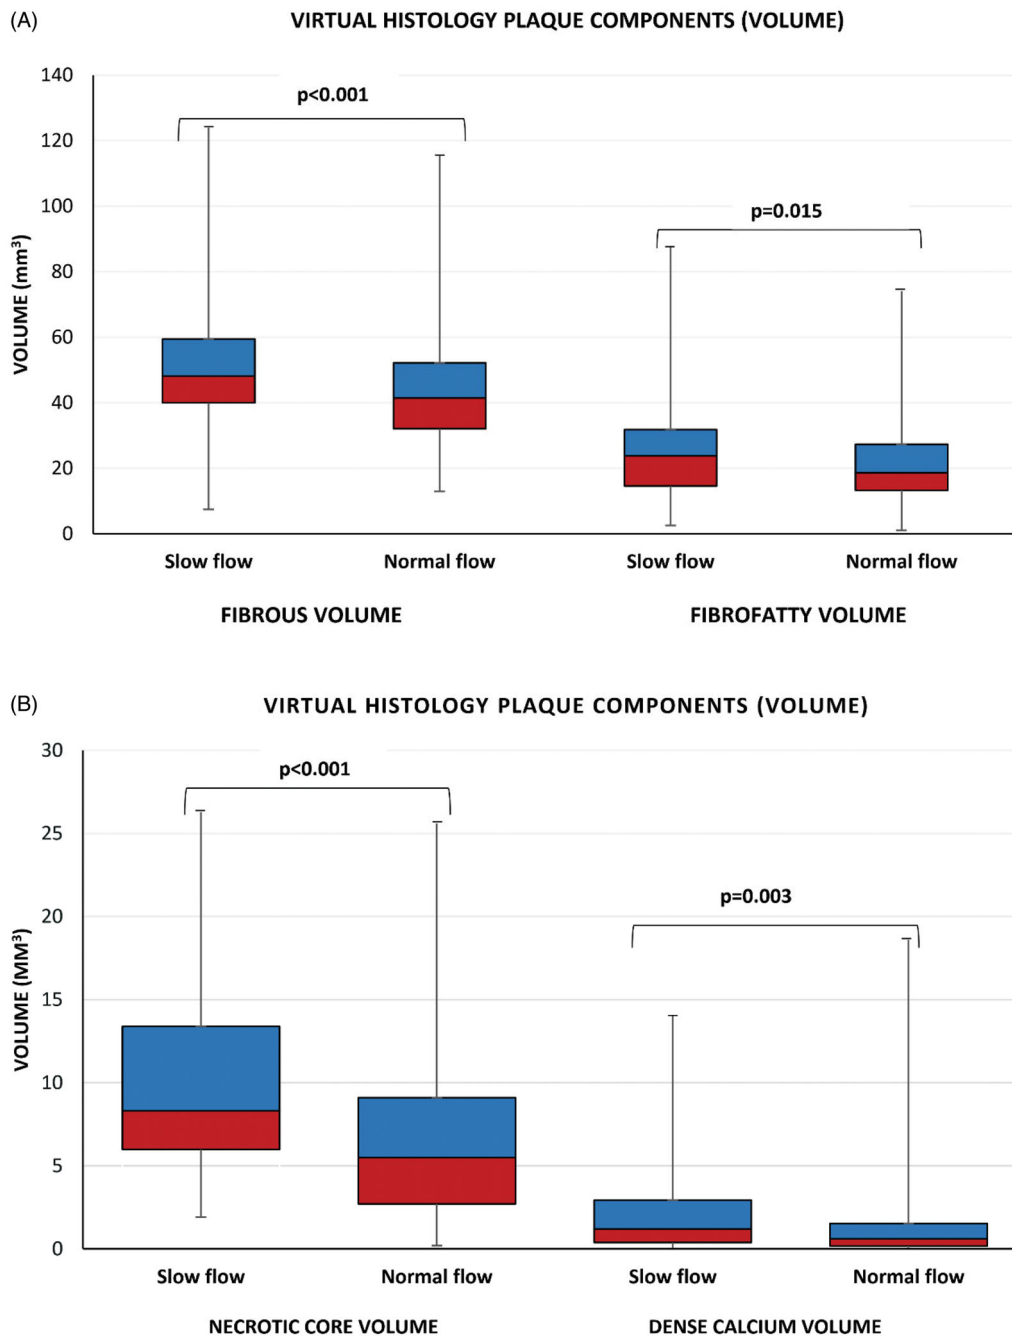 (A)
VIRTUAL HISTOLOGY PLAQUE COMPONENTS (VOLUME)
140
120
100
80
60
40
20
0
VOLUME (mm³)
p<0.001
p=0.015
Slow flow
Normal flow
Slow flow
Normal flow
FIBROUS VOLUME
FIBROFATTY VOLUME
(B)
VIRTUAL HISTOLOGY PLAQUE COMPONENTS (VOLUME)
30
25
20
15
10
5
0
VOLUME (MM³)
p<0.001
p=0.003
Slow flow
Normal flow
Slow flow
Normal flow
NECROTIC CORE VOLUME
DENSE CALCIUM VOLUME